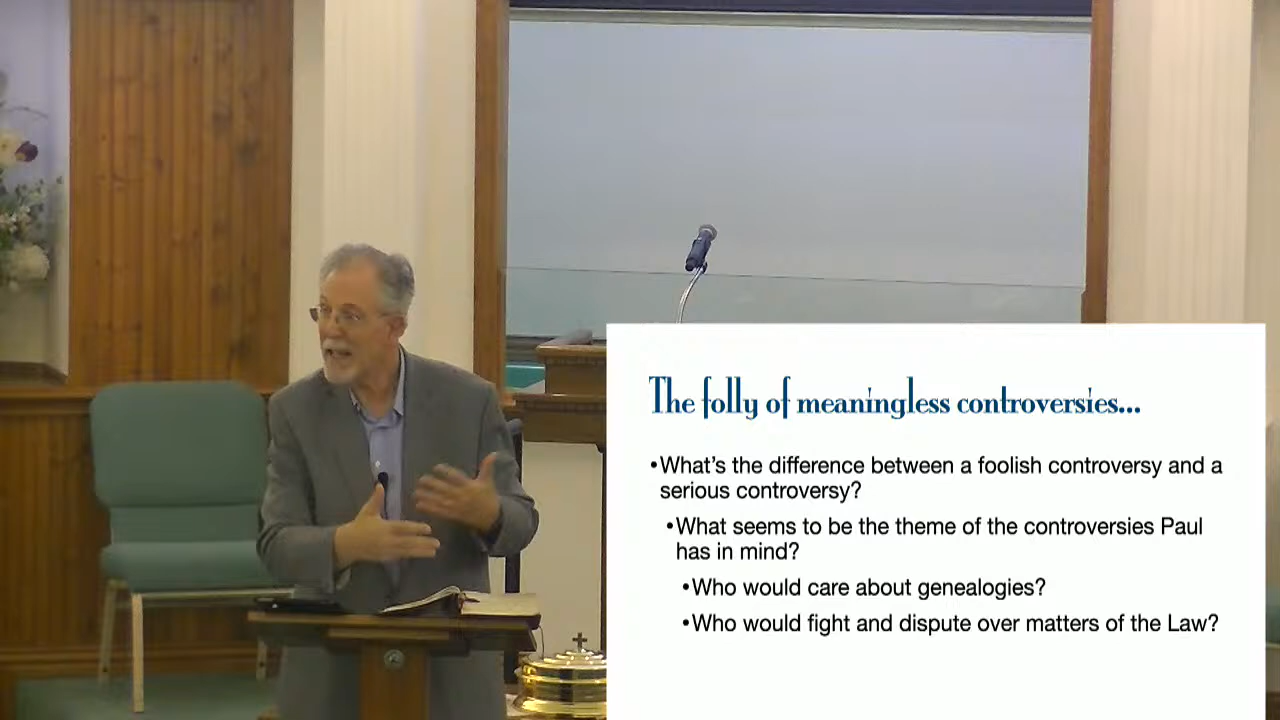 The folly of meaningless controversies...
•What's the difference between a foolish controversy and a
serious controversy?
•What seems to be the theme of the controversies Paul
has in mind?
•Who would care about genealogies?
•Who would fight and dispute over matters of the Law?